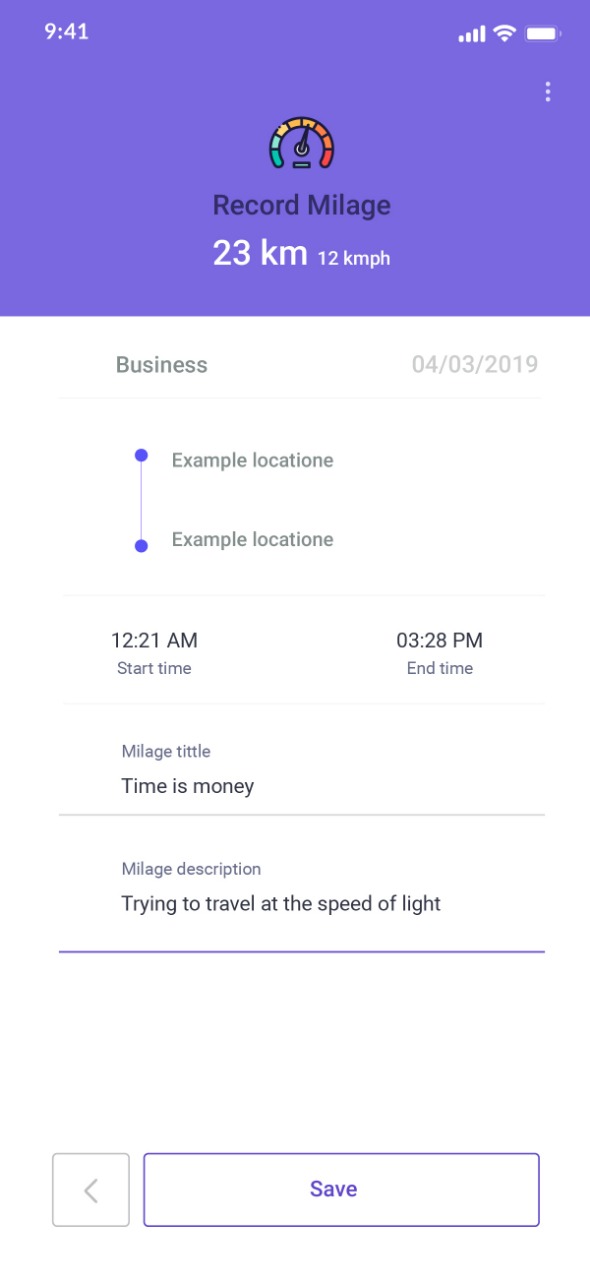 9:41
Record Milage
23 km 12 kmph
Business 04/03/2019
Example locatione
Example locatione
12:21 AM 03:28 PM
Start time End time
Milage tittle
Time is money
Milage description
Trying to travel at the speed of light
Save